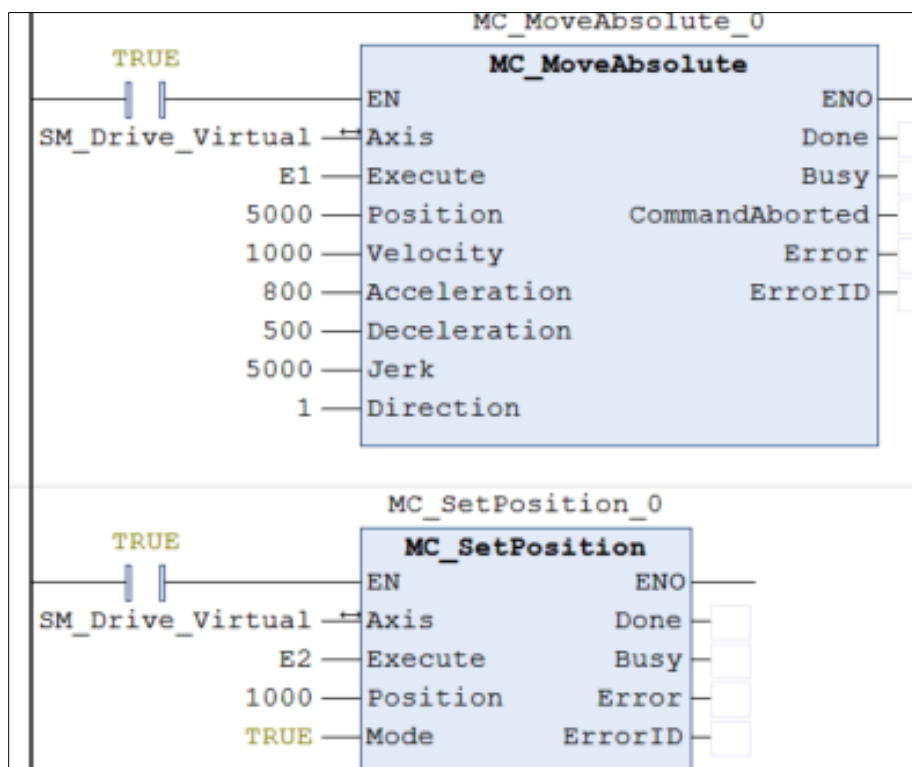 MC_MoveAbsolute_0
TRUE
MC_MoveAbsolute
EN ENO
SM_Drive_Virtual Axis Done
E1 Execute Busy
5000 Position CommandAborted
1000 Velocity Error
800 Acceleration ErrorID
500 Deceleration
5000 Jerk
1 Direction
MC_SetPosition_0
TRUE
MC_SetPosition
EN ENO
SM_Drive_Virtual Axis Done
E2 Execute Busy
1000 Position Error
TRUE Mode ErrorID